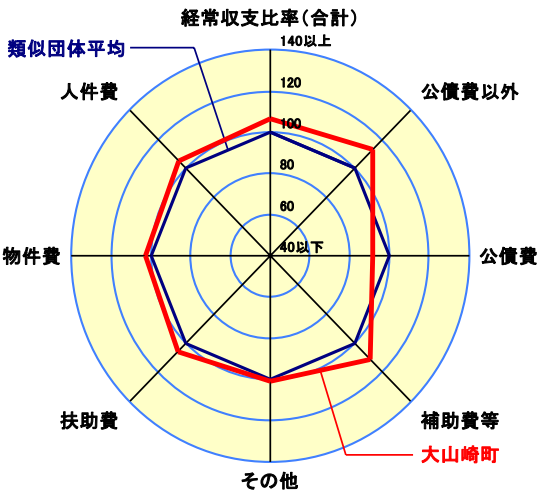 経常収支比率（合計）
140以上
類似団体平均
120
人件費
公債費以外
100
80
60
40以下
物件費
公債費
扶助費
補助費等
大山崎町
その他